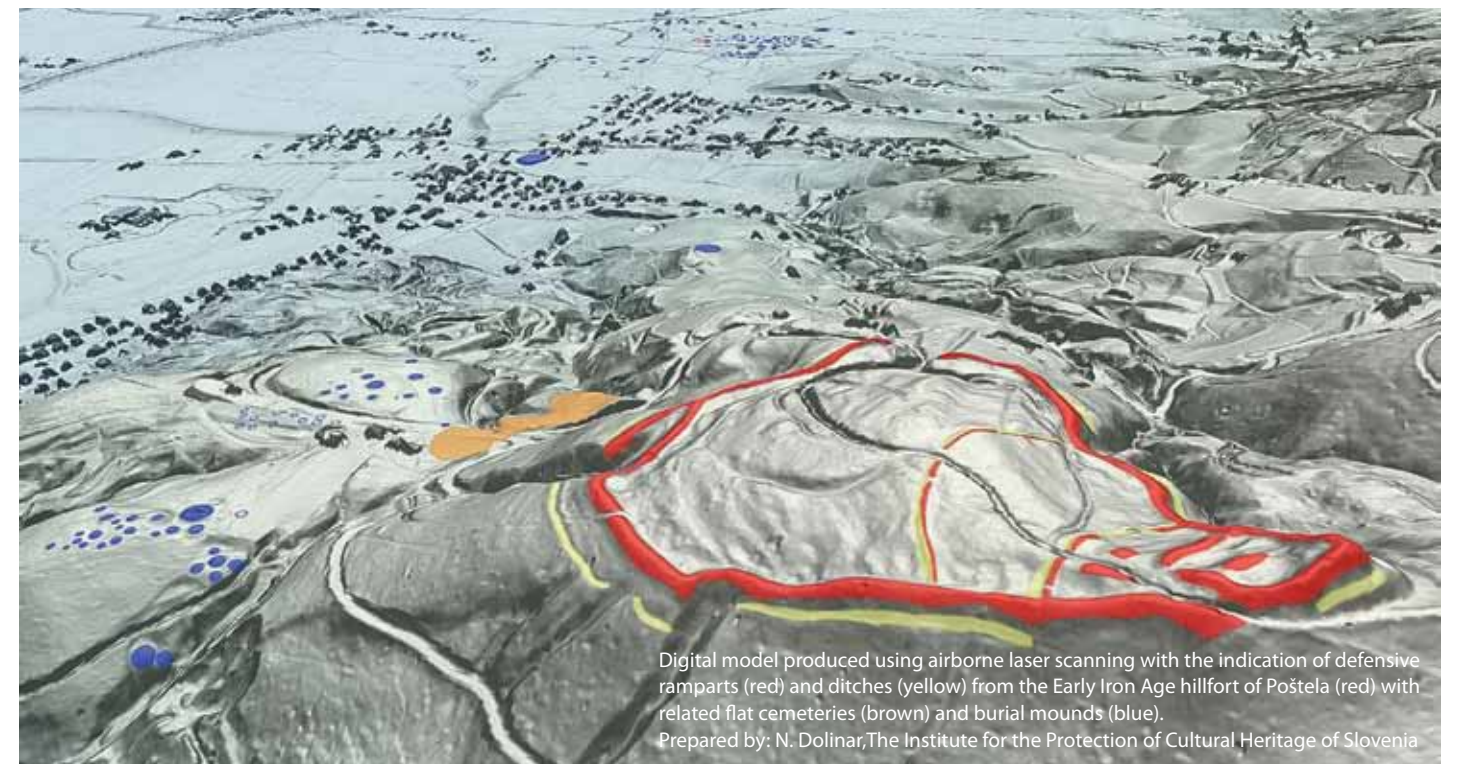 Digital model produced using airborne laser scanning with the indication of defensive
ramparts (red) and ditches (yellow) from the Early Iron Age hillfort of Poštela (red) with
related flat cemeteries (brown) and burial mounds (blue).
Prepared by: N. Dolinar,The Institute for the Protection of Cultural Heritage of Slovenia